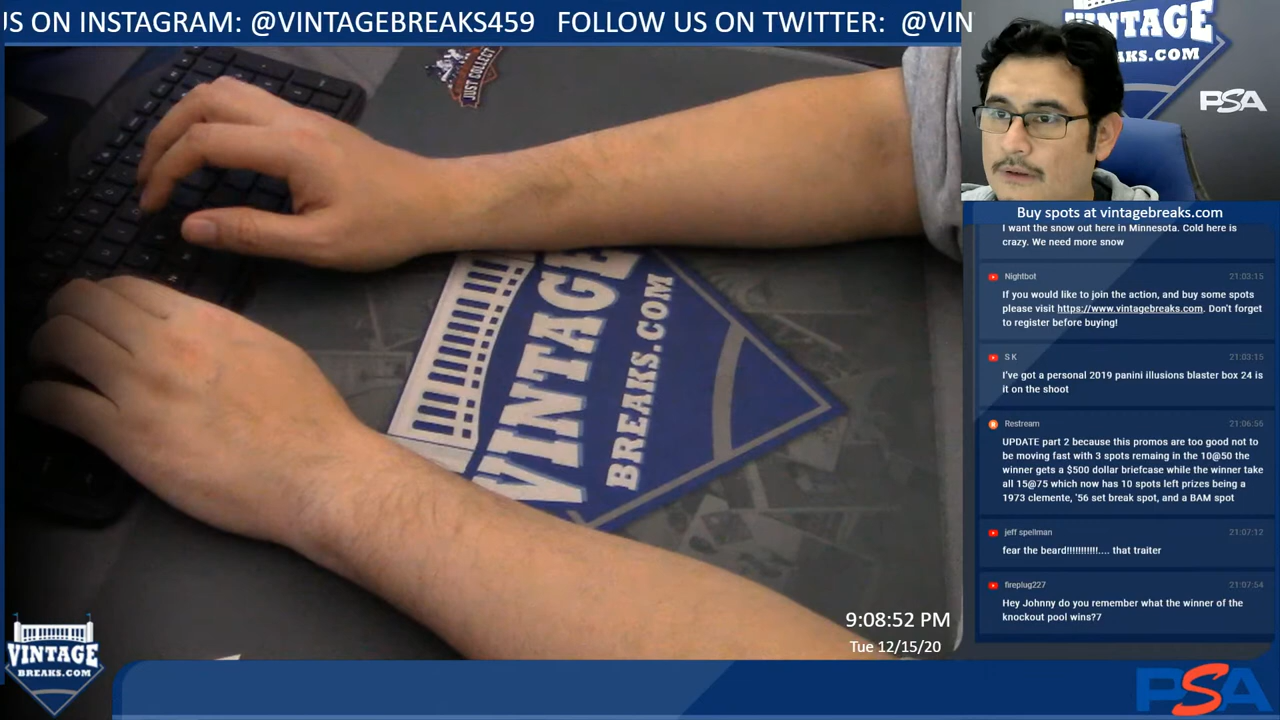 US ON INSTAGRAM: @VINTAGEBREAKS459 FOLLOW US ON TWITTER: @VIN
VINTAGE
BREAKS.COM
PSA
JUST COLLECT
VINTAGE
BREAKS.COM
Buy spots at vintagebreaks.com
I want the snow out here in Minnesota. Cold here is
crazy. We need more snow
Nightbot 21:03:15
If you would like to join the action, and buy some spots
please visit https://www.vintagebreaks.com. Don't forget
to register before buying!
S K 21:03:15
I've got a personal 2019 panini illusions blaster box 24 is
it on the shoot
Restream 21:06:56
UPDATE part 2 because this promos are too good not to
be moving fast with 3 spots remaing in the 10@50 the
winner gets a $500 dollar briefcase while the winner take
all 15@75 which now has 10 spots left prizes being a
1973 clemente, '56 set break spot, and a BAM spot
jeff spellman 21:07:12
fear the beard!!!!!!!!!!!.... that traiter
fireplug227 21:07:54
Hey Johnny do you remember what the winner of the
knockout pool wins?7
9:08:52 PM
Tue 12/15/20
VINTAGE
BREAKS.COM
PSA